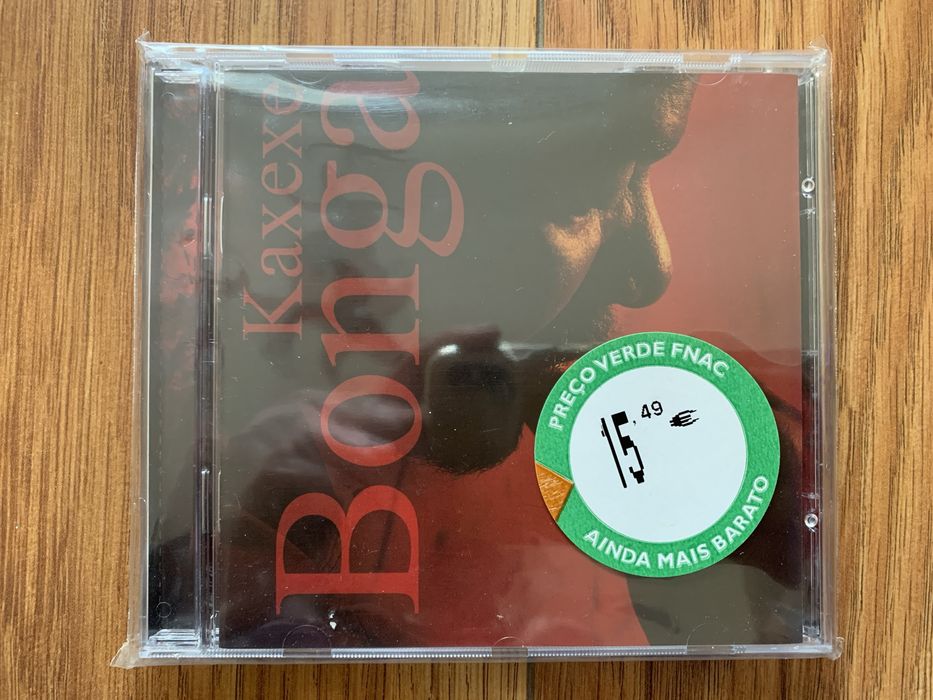 Kaxexe
Bonga
PREÇO VERDE FNAC
15,49 €
AINDA MAIS BARATO